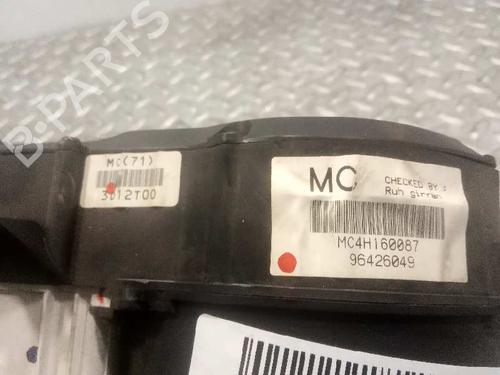 B-PARTS
MC(71)
3012T00
MC
CHECKED BY :
MC4H160087
96426049